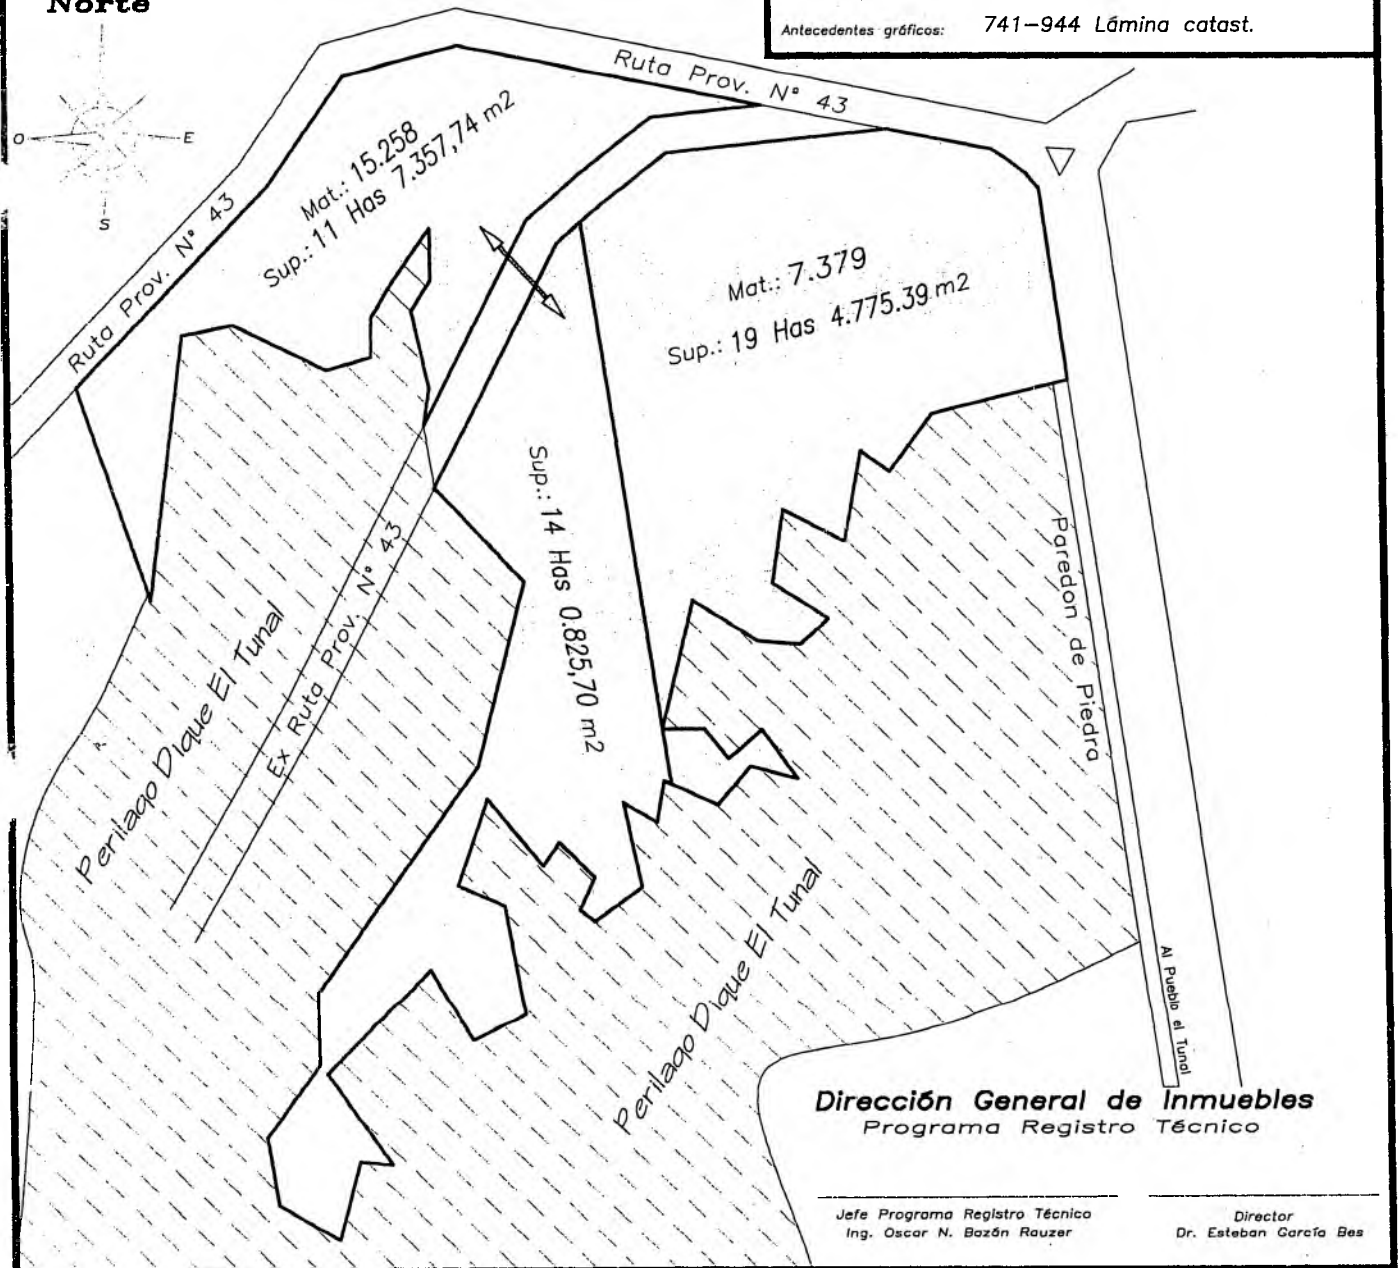 Norte
O
E
S
Antecedentes gráficos: 741-944 Lámina catast.
Ruta Prov. N° 43
Ruta Prov. N° 43
Mat.: 15.258
Sup.: 11 Has 7.357,74 m2
Mat.: 7.379
Sup.: 19 Has 4.775.39 m2
Sup.: 14 Has 0.825,70 m2
Ex Ruta Prov. N° 43
Perilago Dique El Tunal
Perilago Dique El Tunal
Paredon de Piedra
Al Pueblo el Tunal
Dirección General de Inmuebles
Programa Registro Técnico
Jefe Programa Registro Técnico
Ing. Oscar N. Bazán Rauzer
Director
Dr. Esteban García Bes